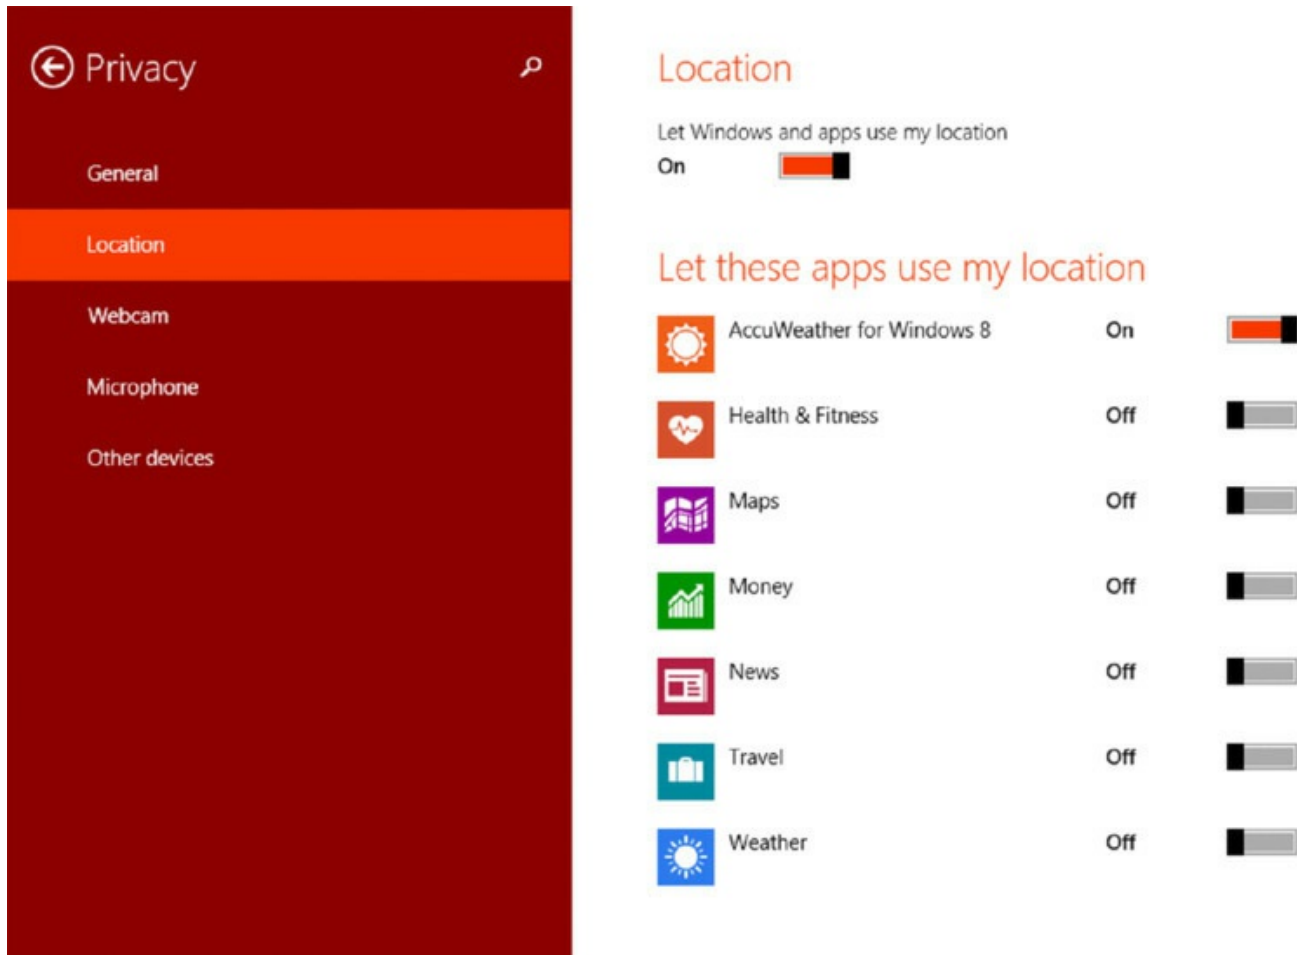 Privacy
General
Location
Webcam
Microphone
Other devices
Location
Let Windows and apps use my location
On
Let these apps use my location
AccuWeather for Windows 8 On
Health & Fitness Off
Maps Off
Money Off
News Off
Travel Off
Weather Off